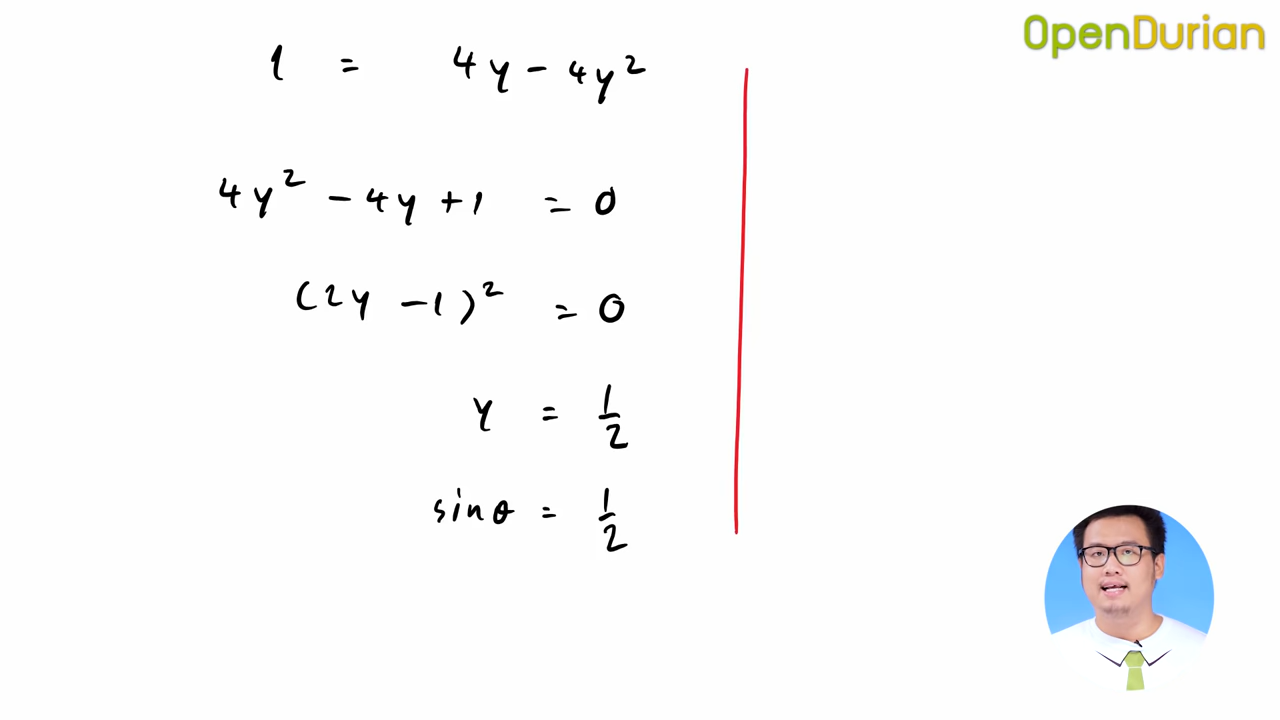 OpenDurian
1 = 4y - 4y²
4y² - 4y + 1 = 0
(2y - 1)² = 0
y = 1/2
sinθ = 1/2